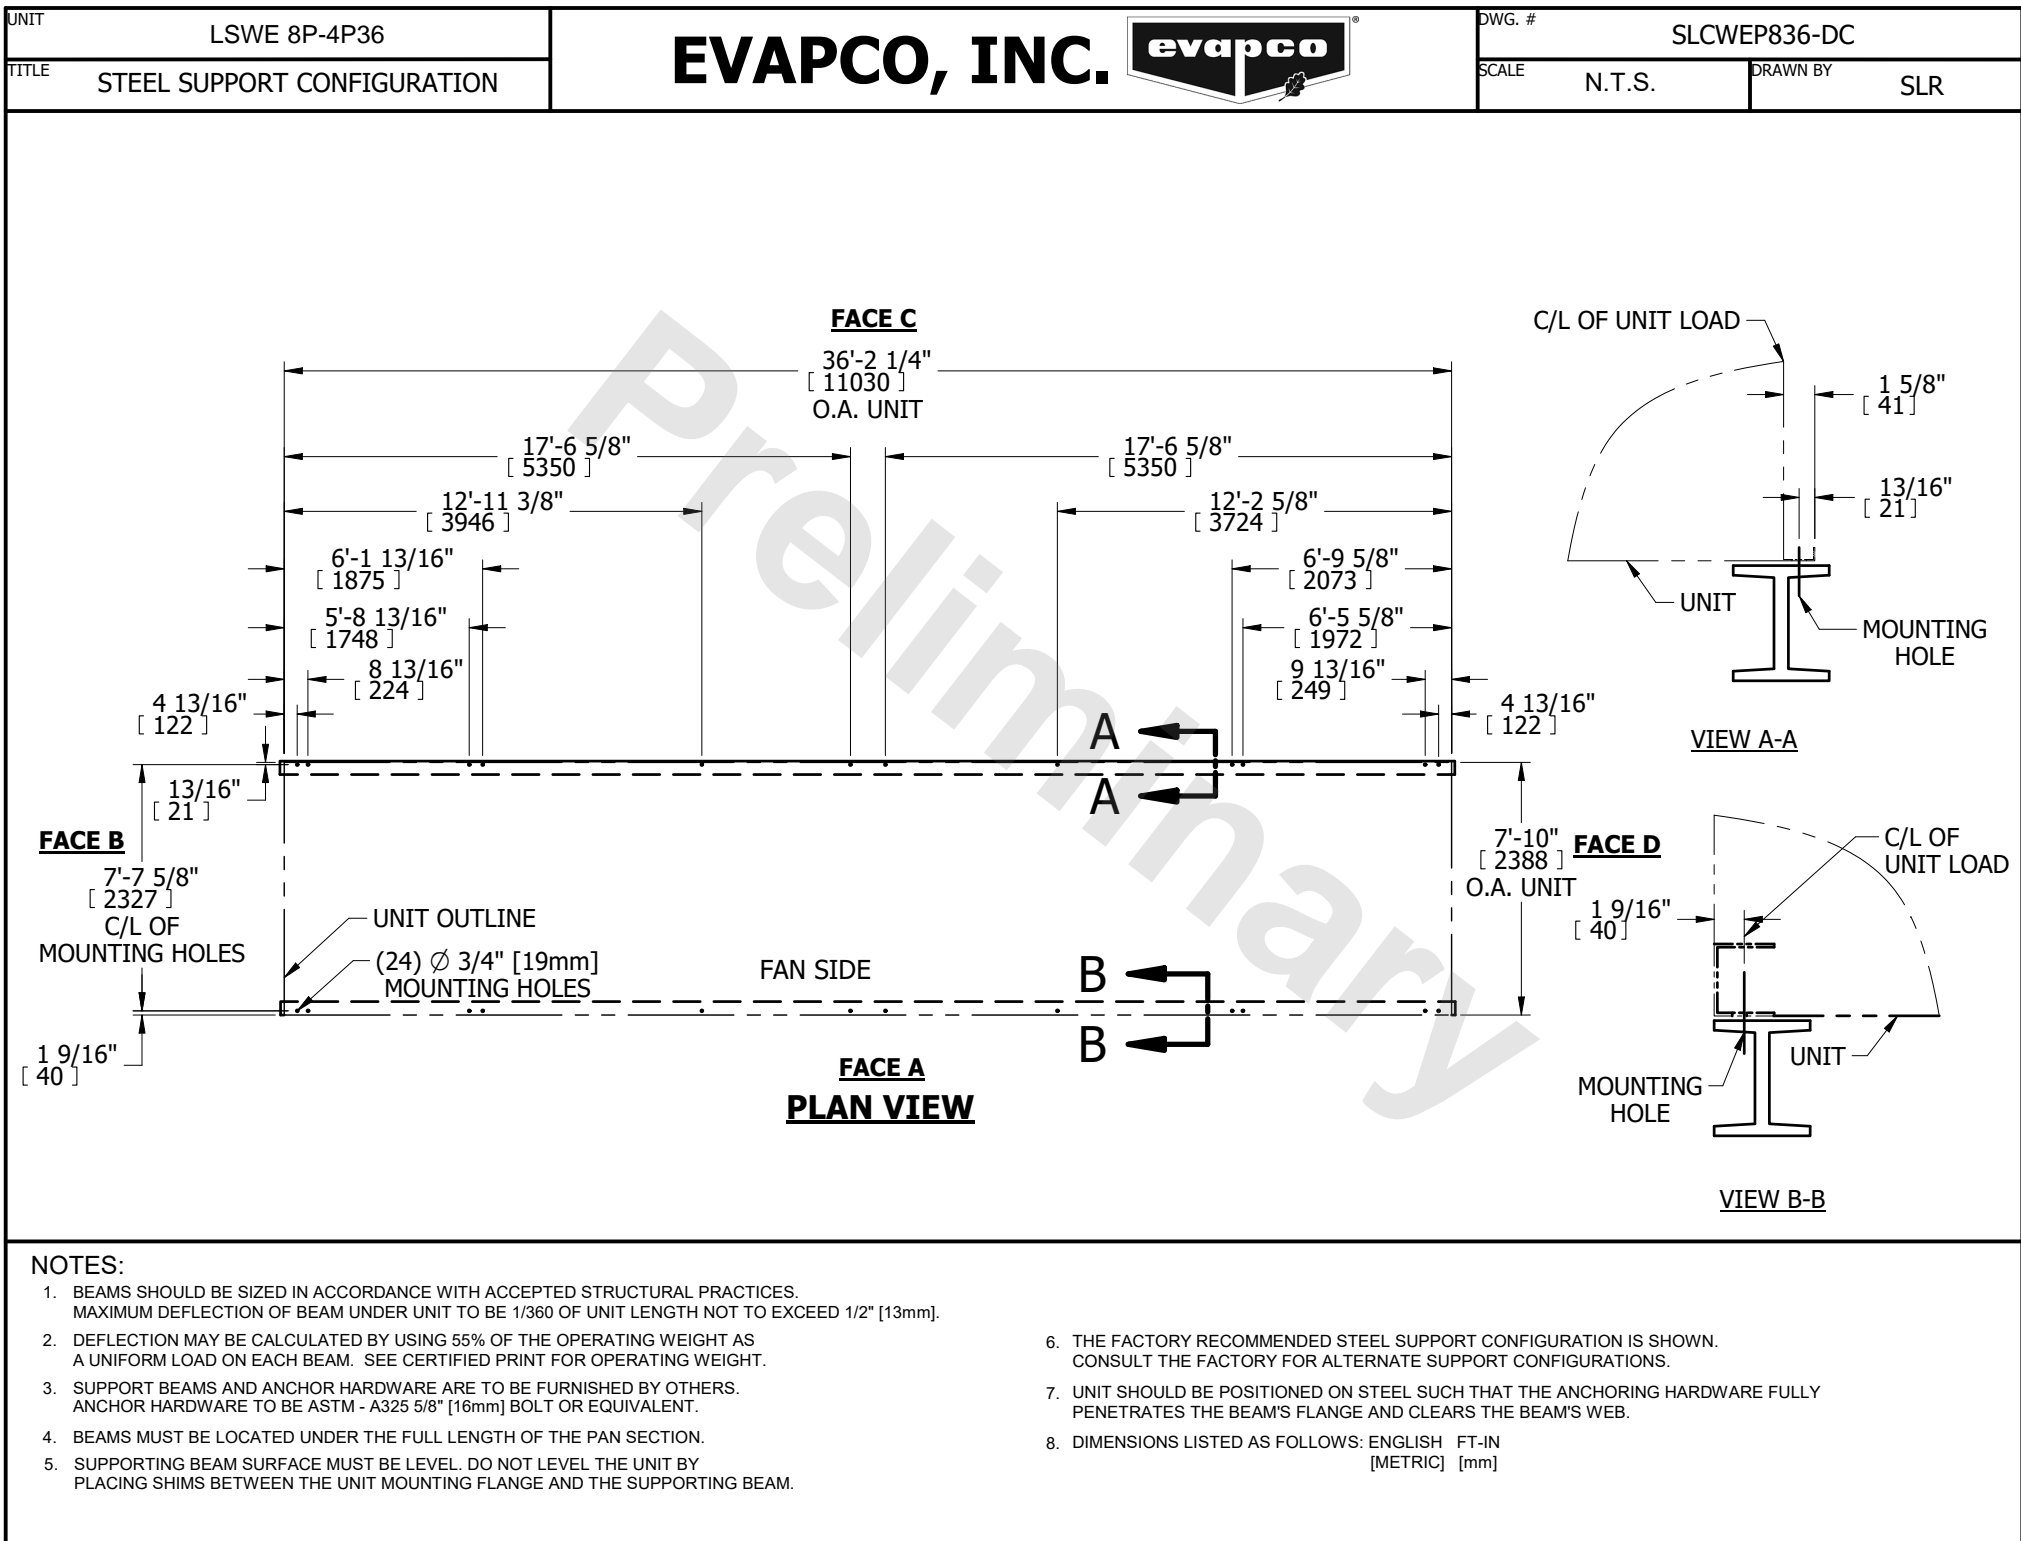 UNIT
LSWE 8P-4P36
TITLE
STEEL SUPPORT CONFIGURATION
EVAPCO, INC.
evapco
®
DWG. #
SLCWEP836-DC
SCALE
N.T.S.
DRAWN BY
SLR
FACE C
36'-2 1/4"
[ 11030 ]
O.A. UNIT
17'-6 5/8"
[ 5350 ]
17'-6 5/8"
[ 5350 ]
12'-11 3/8"
[ 3946 ]
12'-2 5/8"
[ 3724 ]
6'-1 13/16"
[ 1875 ]
6'-9 5/8"
[ 2073 ]
5'-8 13/16"
[ 1748 ]
6'-5 5/8"
[ 1972 ]
8 13/16"
[ 224 ]
9 13/16"
[ 249 ]
4 13/16"
[ 122 ]
4 13/16"
[ 122 ]
A
A
13/16"
[ 21 ]
FACE B
7'-7 5/8"
[ 2327 ]
C/L OF
MOUNTING HOLES
7'-10"
[ 2388 ]
O.A. UNIT
FACE D
UNIT OUTLINE
(24) ∅ 3/4" [19mm]
MOUNTING HOLES
FAN SIDE
B
B
1 9/16"
[ 40 ]
FACE A
PLAN VIEW
Preliminary
C/L OF UNIT LOAD
1 5/8"
[ 41 ]
13/16"
[ 21 ]
UNIT
MOUNTING
HOLE
VIEW A-A
C/L OF
UNIT LOAD
1 9/16"
[ 40 ]
UNIT
MOUNTING
HOLE
VIEW B-B
NOTES:
1. BEAMS SHOULD BE SIZED IN ACCORDANCE WITH ACCEPTED STRUCTURAL PRACTICES.
MAXIMUM DEFLECTION OF BEAM UNDER UNIT TO BE 1/360 OF UNIT LENGTH NOT TO EXCEED 1/2" [13mm].
2. DEFLECTION MAY BE CALCULATED BY USING 55% OF THE OPERATING WEIGHT AS
A UNIFORM LOAD ON EACH BEAM. SEE CERTIFIED PRINT FOR OPERATING WEIGHT.
3. SUPPORT BEAMS AND ANCHOR HARDWARE ARE TO BE FURNISHED BY OTHERS.
ANCHOR HARDWARE TO BE ASTM - A325 5/8" [16mm] BOLT OR EQUIVALENT.
4. BEAMS MUST BE LOCATED UNDER THE FULL LENGTH OF THE PAN SECTION.
5. SUPPORTING BEAM SURFACE MUST BE LEVEL. DO NOT LEVEL THE UNIT BY
PLACING SHIMS BETWEEN THE UNIT MOUNTING FLANGE AND THE SUPPORTING BEAM.
6. THE FACTORY RECOMMENDED STEEL SUPPORT CONFIGURATION IS SHOWN.
CONSULT THE FACTORY FOR ALTERNATE SUPPORT CONFIGURATIONS.
7. UNIT SHOULD BE POSITIONED ON STEEL SUCH THAT THE ANCHORING HARDWARE FULLY
PENETRATES THE BEAM'S FLANGE AND CLEARS THE BEAM'S WEB.
8. DIMENSIONS LISTED AS FOLLOWS: ENGLISH FT-IN
[METRIC] [mm]